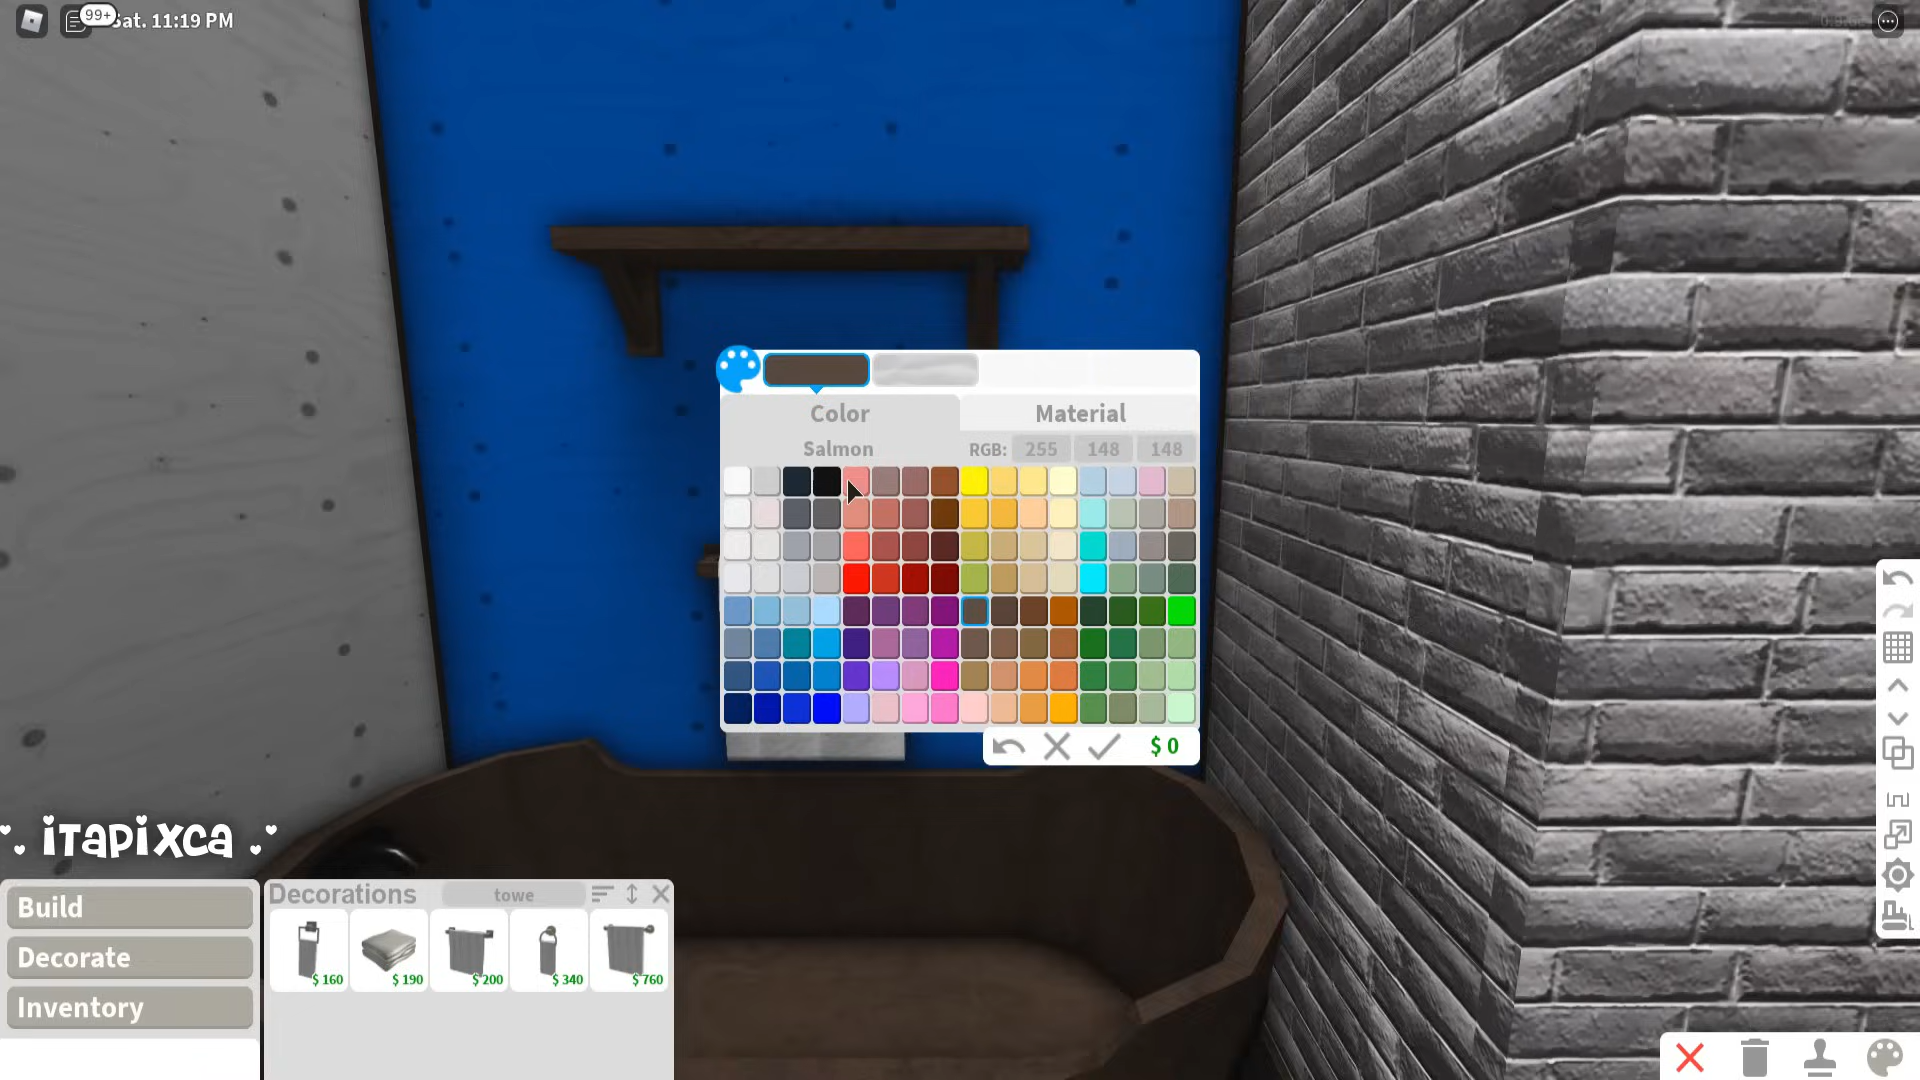 99+
Sat. 11:19 PM
Color
Material
Salmon
RGB: 255 148 148
$ 0
iTapixca
Build
Decorate
Inventory
Decorations
towe
$ 160
$ 190
$ 200
$ 340
$ 760